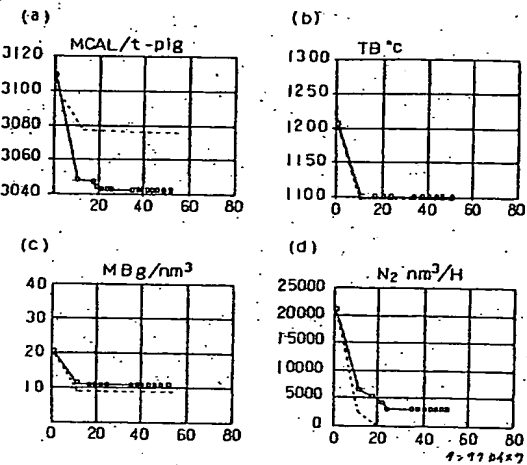 (a)
MCAL/t-pig
3120
3100
3080
3060
3040
0 20 40 60 80
(b)
TB°c
1300
1250
1200
1150
1100
0 20 40 60 80
(c)
MBg/nm³
40
30
20
10
0 20 40 60 80
(d)
N₂ nm³/H
25000
20000
15000
10000
5000
0
0 20 40 60 80